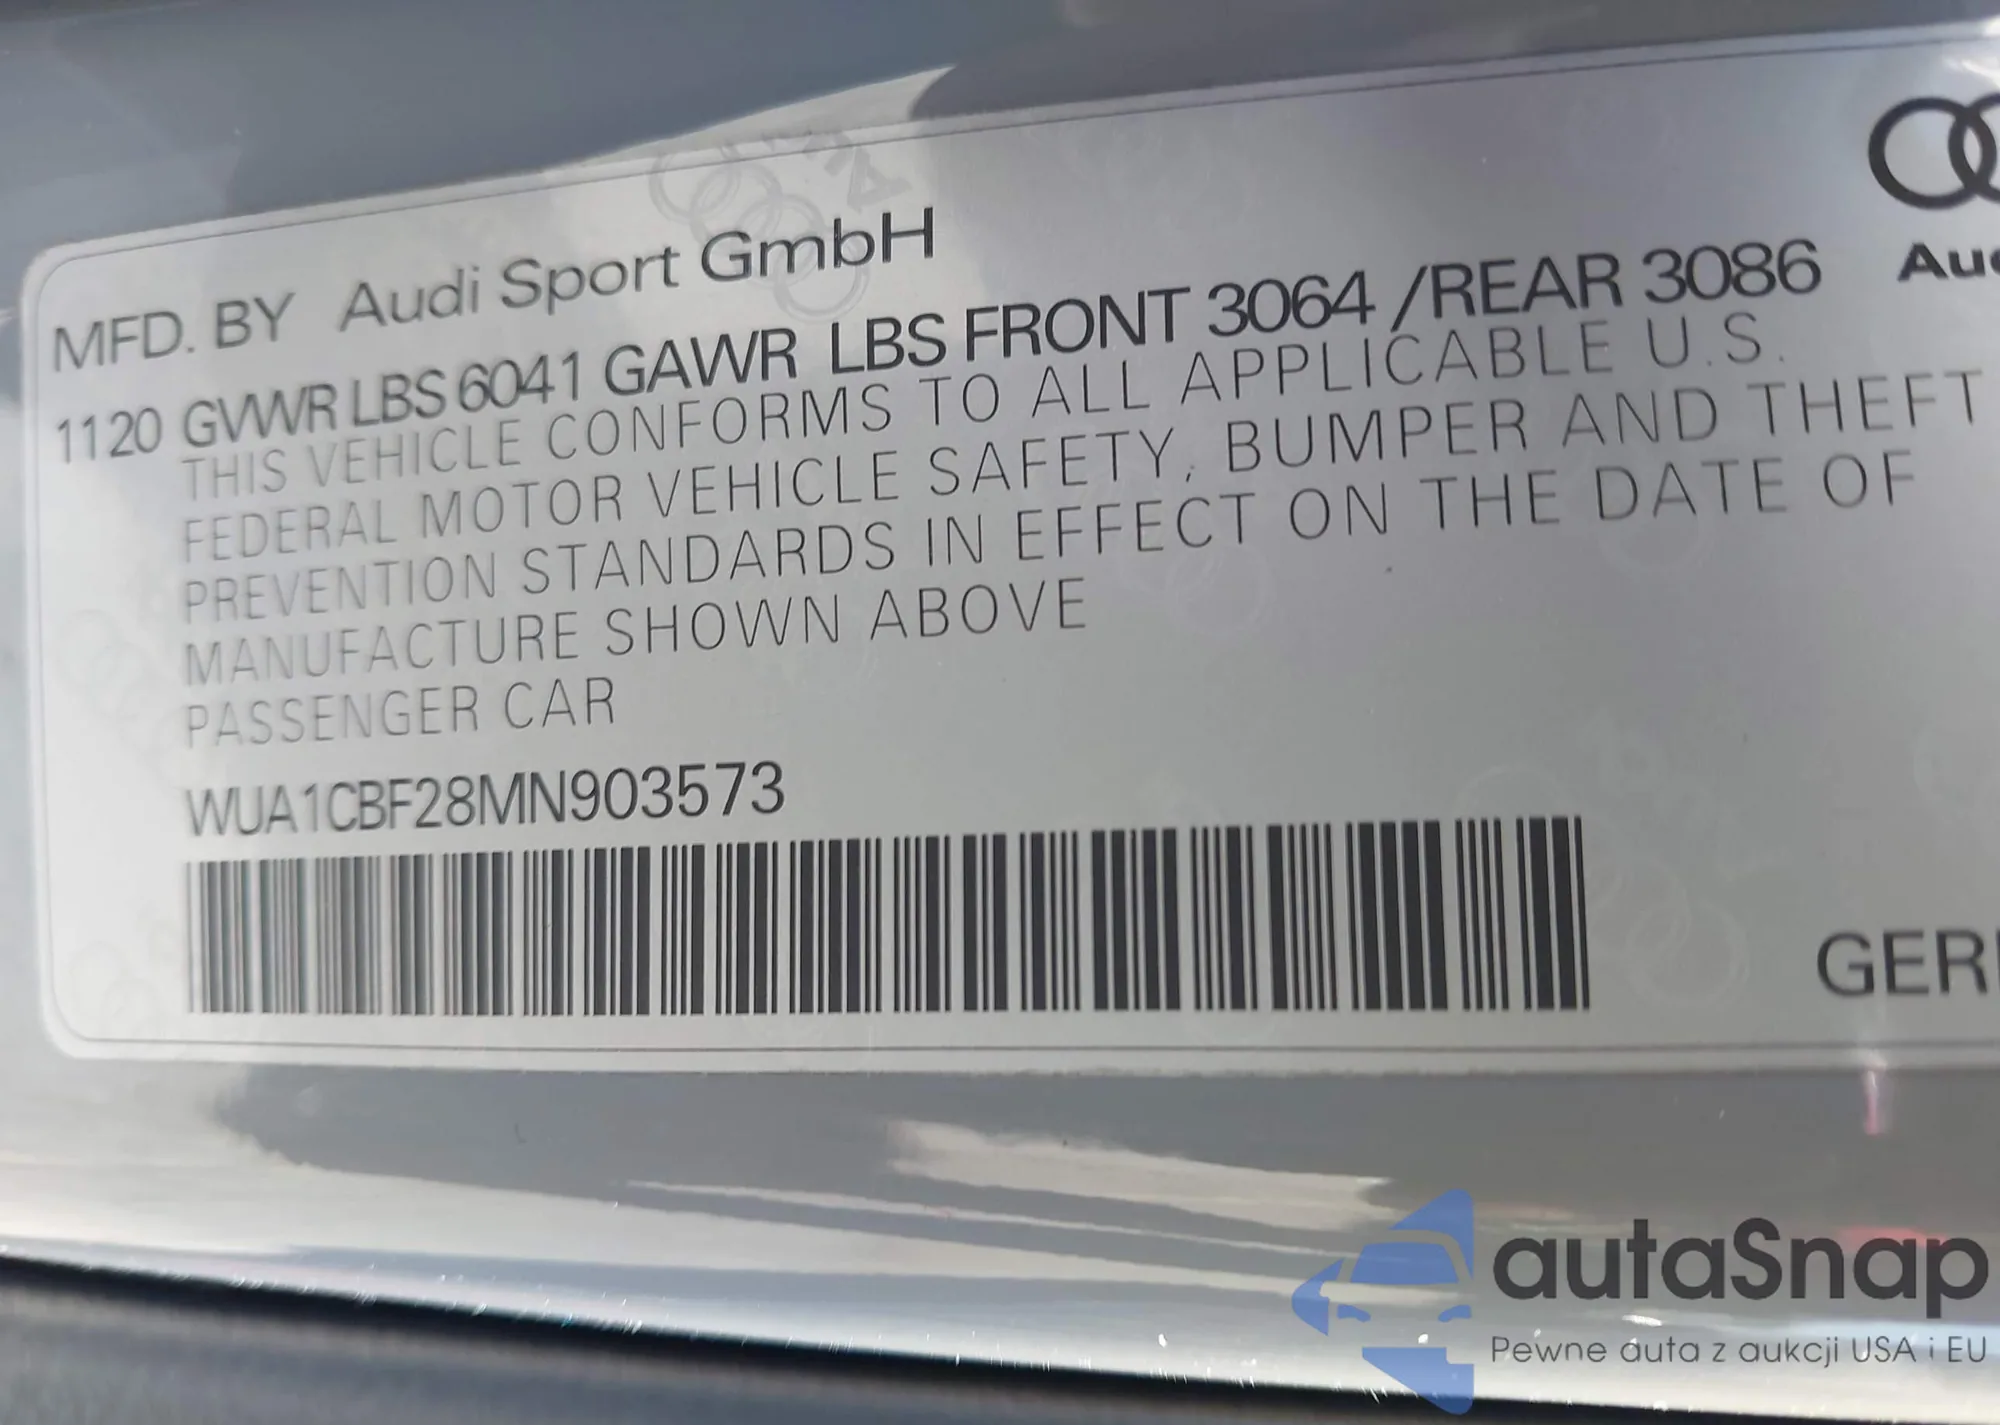 MFD. BY Audi Sport GmbH
1120 GVWR LBS 6041 GAWR LBS FRONT 3064 /REAR 3086
THIS VEHICLE CONFORMS TO ALL APPLICABLE U.S.
FEDERAL MOTOR VEHICLE SAFETY, BUMPER AND THEFT
PREVENTION STANDARDS IN EFFECT ON THE DATE OF
MANUFACTURE SHOWN ABOVE
PASSENGER CAR
WUA1CBF28MN903573
autaSnap
Pewne auta z aukcji USA i EU